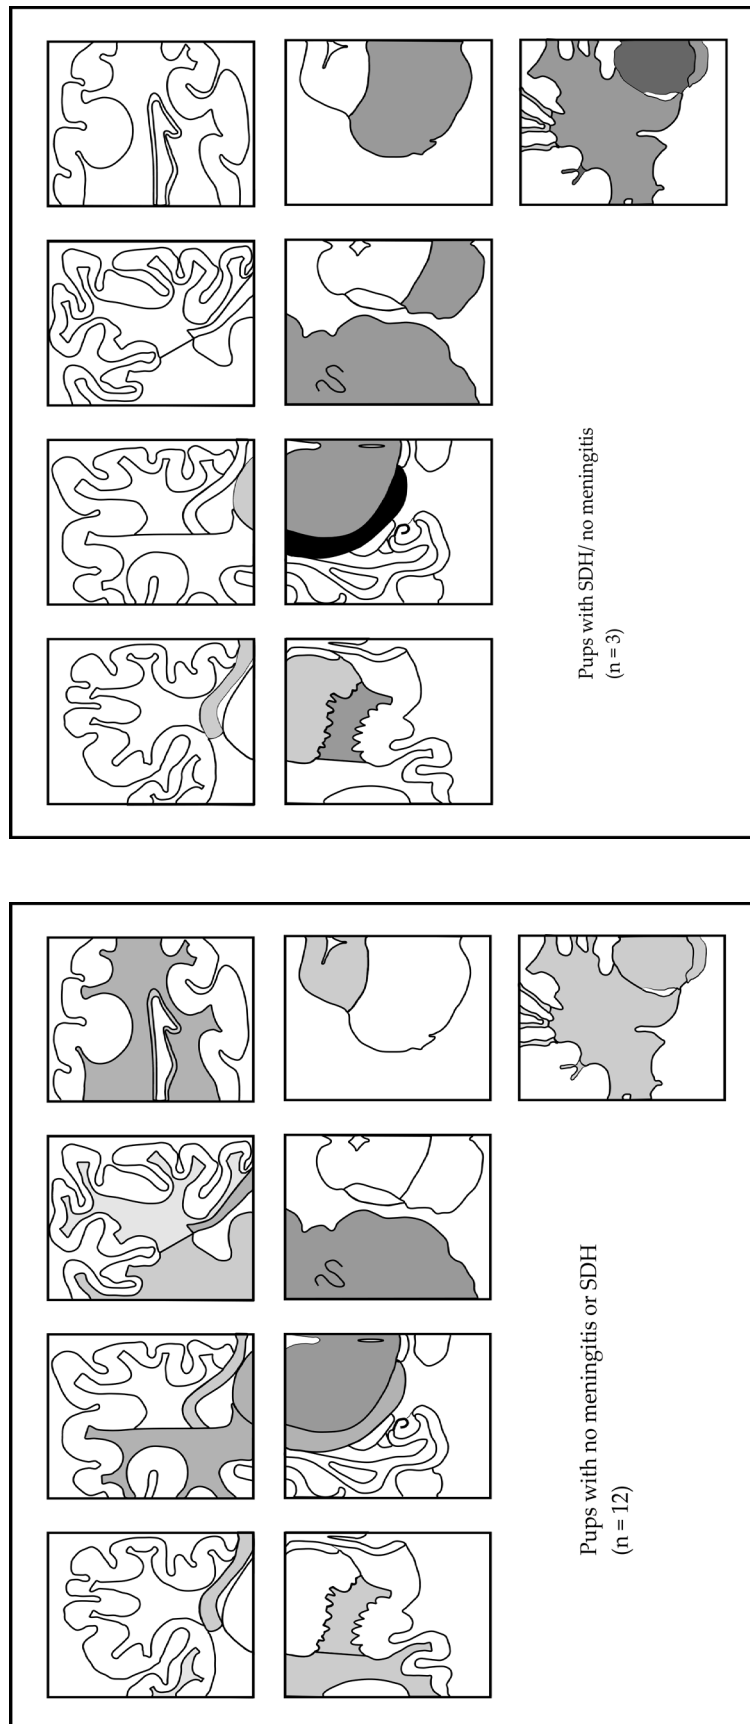 Pups with SDH/ no meningitis
(n = 3)
Pups with no meningitis or SDH
(n = 12)